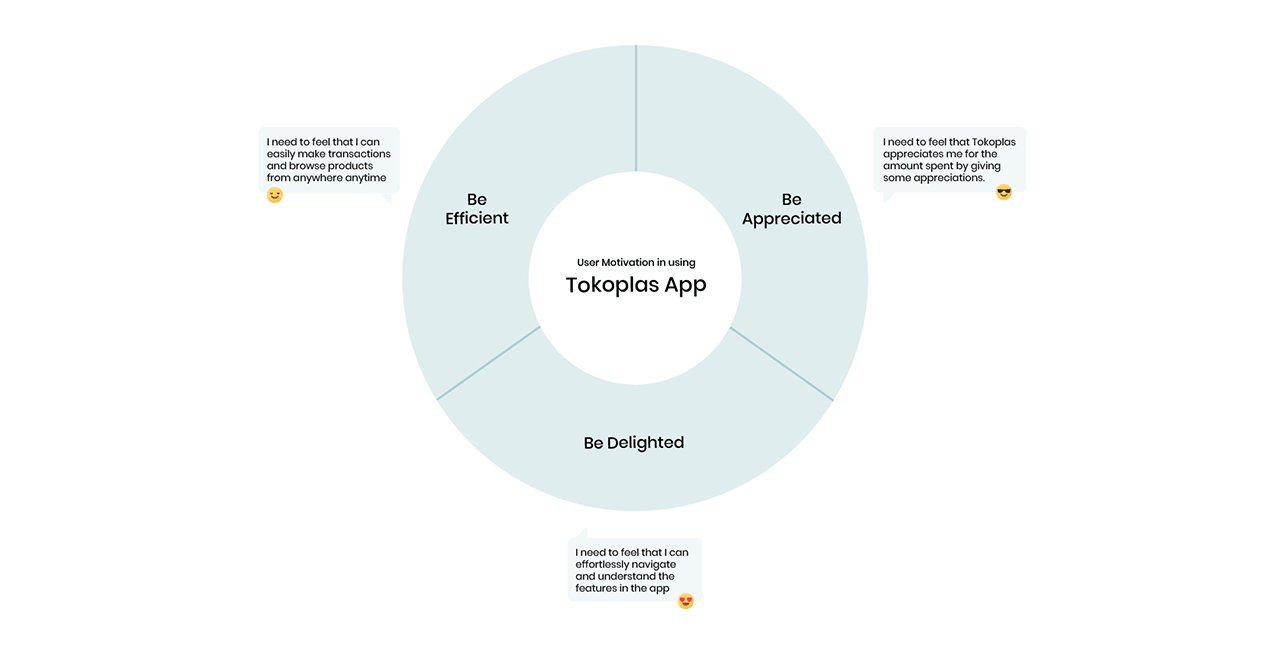 I need to feel that I can
easily make transactions
and browse products
from anywhere anytime
I need to feel that Tokoplas
appreciates me for the
amount spent by giving
some appreciations.
Be
Efficient
Be
Appreciated
User Motivation in using
Tokoplas App
Be Delighted
I need to feel that I can
effortlessly navigate
and understand the
features in the app